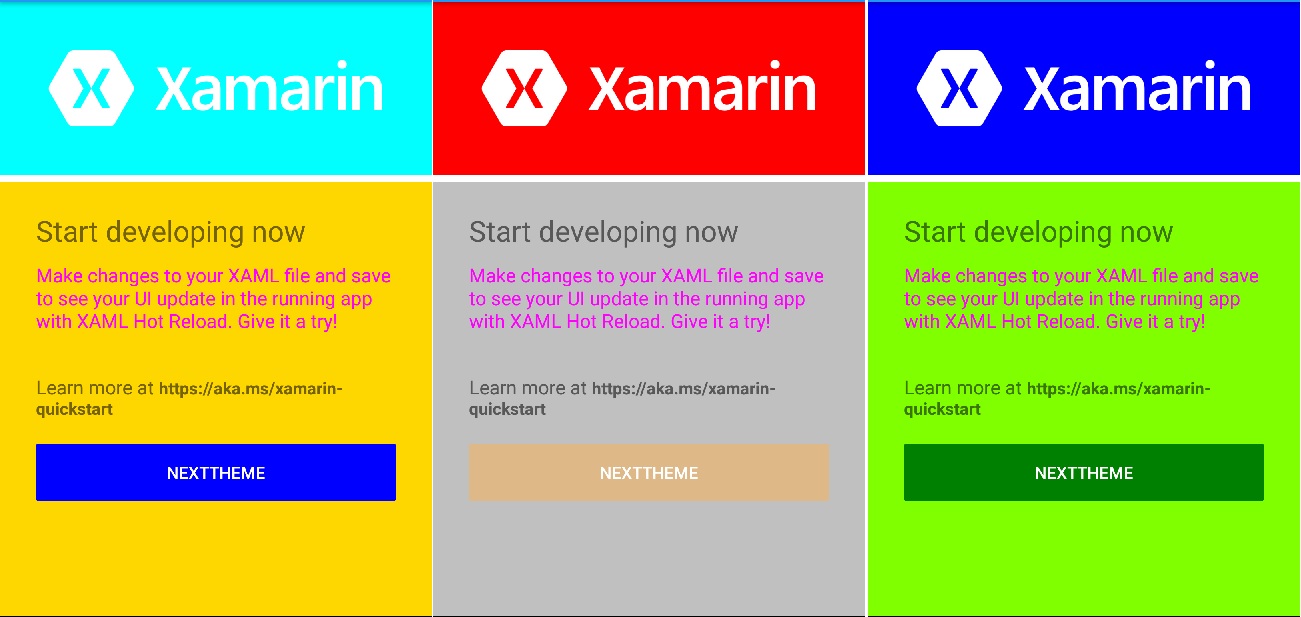 X Xamarin
Start developing now
Make changes to your XAML file and save
to see your UI update in the running app
with XAML Hot Reload. Give it a try!
Learn more at https://aka.ms/xamarin-
quickstart
NEXTTHEME
X Xamarin
Start developing now
Make changes to your XAML file and save
to see your UI update in the running app
with XAML Hot Reload. Give it a try!
Learn more at https://aka.ms/xamarin-
quickstart
NEXTTHEME
X Xamarin
Start developing now
Make changes to your XAML file and save
to see your UI update in the running app
with XAML Hot Reload. Give it a try!
Learn more at https://aka.ms/xamarin-
quickstart
NEXTTHEME